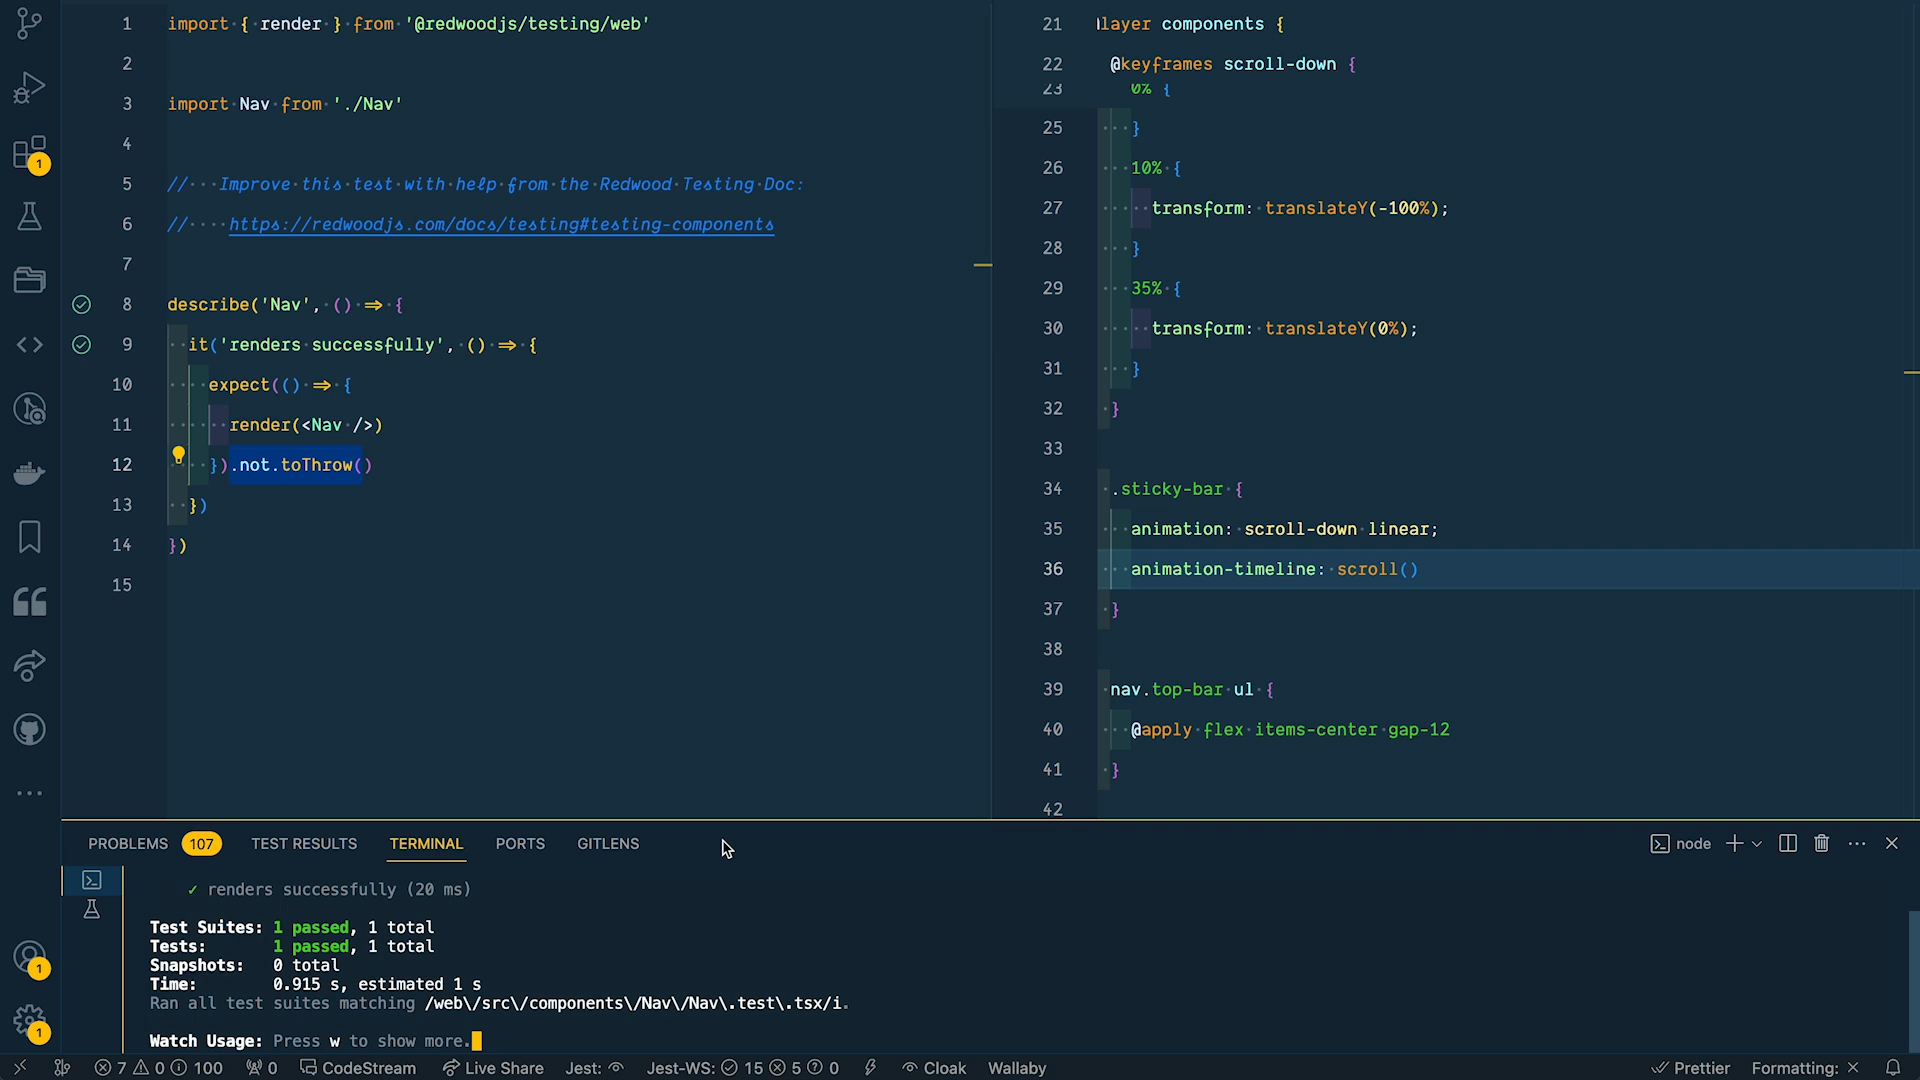 1 import { render } from '@redwoodjs/testing/web'
2
3 import Nav from './Nav'
4
5 // Improve this test with help from the Redwood Testing Doc:
6 // https://redwoodjs.com/docs/testing#testing-components
7
8 describe('Nav', () => {
9 it('renders successfully', () => {
10 expect(() => {
11 render(<Nav />)
12 }).not.toThrow()
13 })
14 })
15
21 @layer components {
22 @keyframes scroll-down {
23 0% {
25 }
26 10% {
27 transform: translateY(-100%);
28 }
29 35% {
30 transform: translateY(0%);
31 }
32 }
33
34 .sticky-bar {
35 animation: scroll-down linear;
36 animation-timeline: scroll()
37 }
38
39 nav.top-bar ul {
40 @apply flex items-center gap-12
41 }
42
1
1
1
PROBLEMS 107 TEST RESULTS TERMINAL PORTS GITLENS node
✓ renders successfully (20 ms)
Test Suites: 1 passed, 1 total
Tests: 1 passed, 1 total
Snapshots: 0 total
Time: 0.915 s, estimated 1 s
Ran all test suites matching /web\/src\/components\/Nav\/Nav\.test\.tsx/i.
Watch Usage: Press w to show more.
7 0 100 0 CodeStream Live Share Jest: Jest-WS: 15 5 0 Cloak Wallaby Prettier Formatting: ×